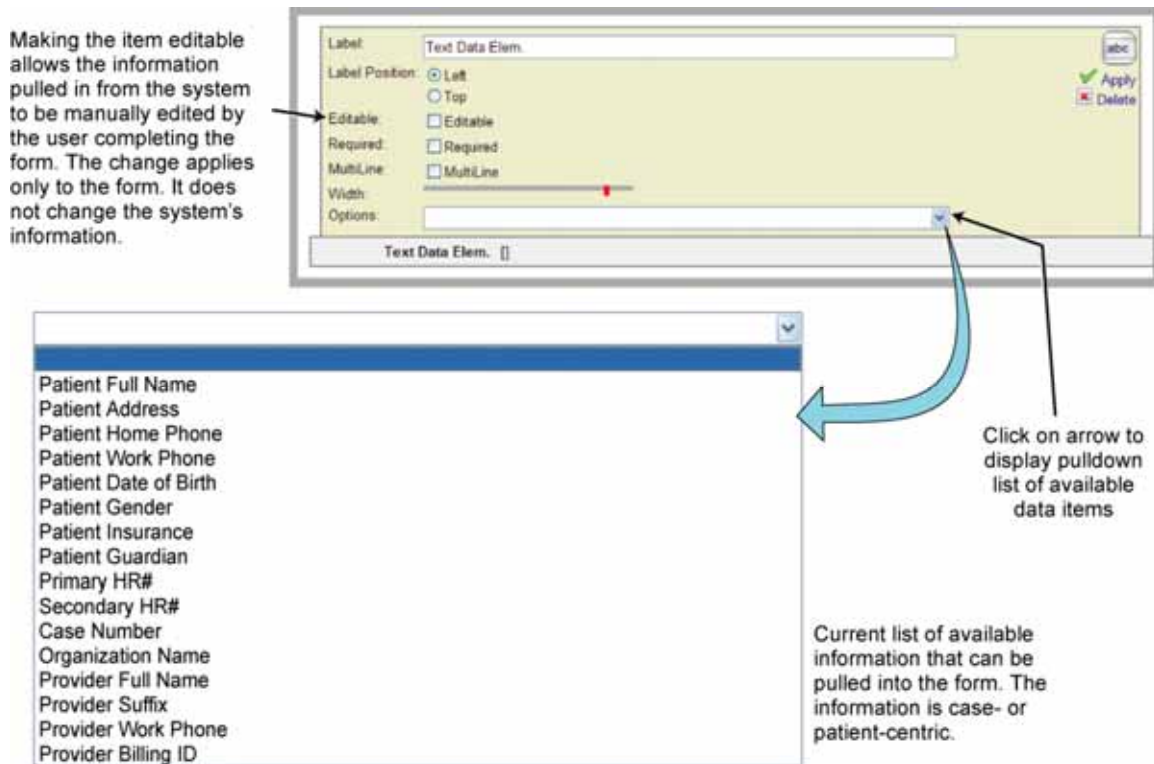 Making the item editable
allows the information
pulled in from the system
to be manually edited by
the user completing the
form. The change applies
only to the form. It does
not change the system's
information.
Label: Text Data Elem.
abc
Label Position: Left
Top
Apply
Delete
Editable: Editable
Required: Required
MultiLine: MultiLine
Width:
Options:
Text Data Elem. []
Patient Full Name
Patient Address
Patient Home Phone
Patient Work Phone
Patient Date of Birth
Patient Gender
Patient Insurance
Patient Guardian
Primary HR#
Secondary HR#
Case Number
Organization Name
Provider Full Name
Provider Suffix
Provider Work Phone
Provider Billing ID
Click on arrow to
display pulldown
list of available
data items
Current list of available
information that can be
pulled into the form. The
information is case- or
patient-centric.